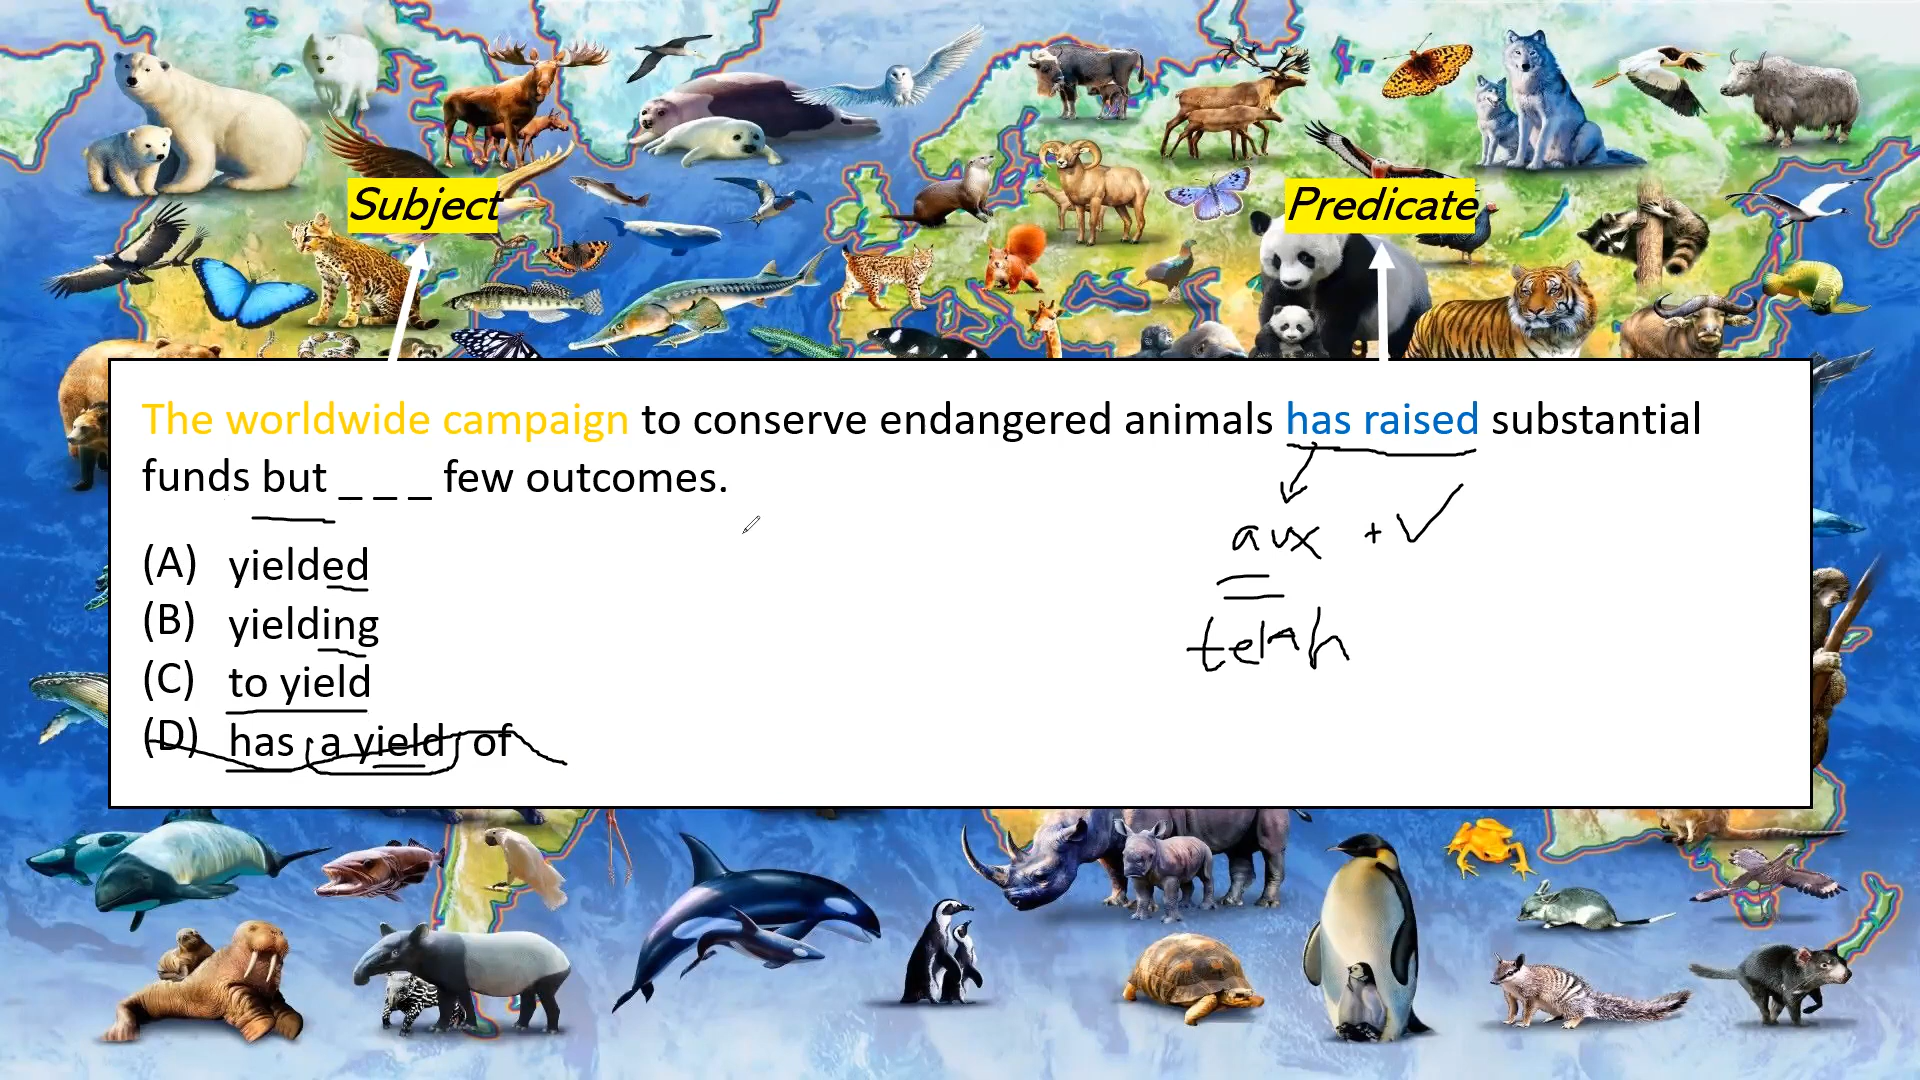 Subject
Predicate
The worldwide campaign to conserve endangered animals has raised substantial
funds but _ _ _ few outcomes.
(A) yielded
(B) yielding
(C) to yield
(D) has a yield of
aux + ✓
telah